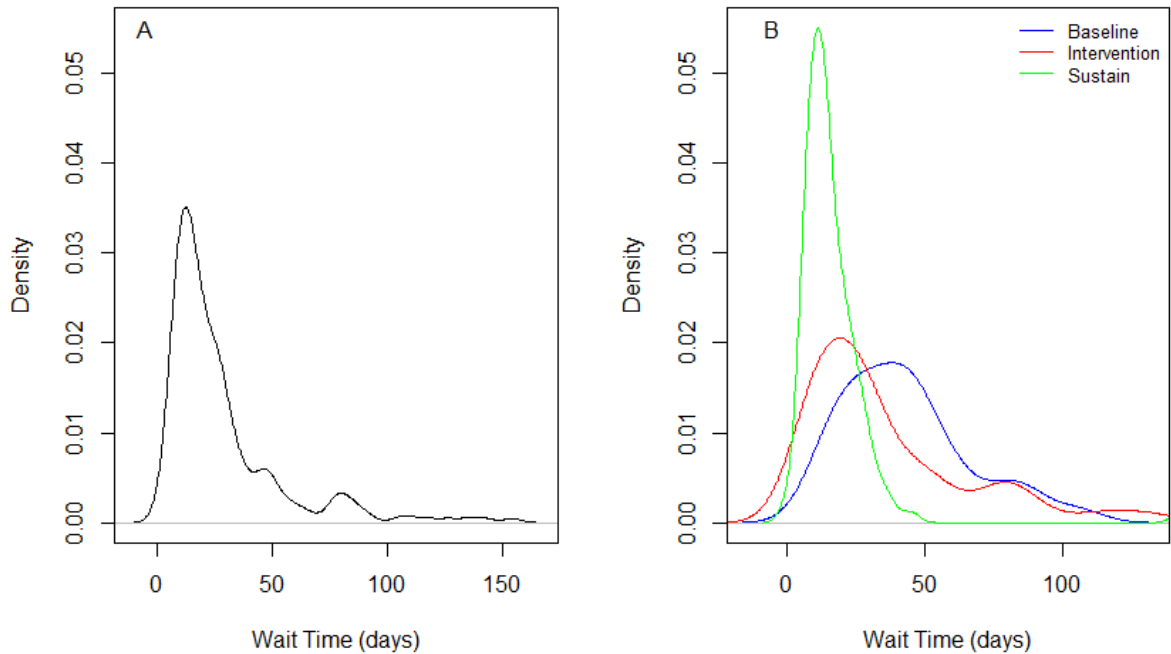 A
Density
0.00 0.01 0.02 0.03 0.04 0.05
0 50 100 150
Wait Time (days)
B
Baseline
Intervention
Sustain
Density
0.00 0.01 0.02 0.03 0.04 0.05
0 50 100
Wait Time (days)